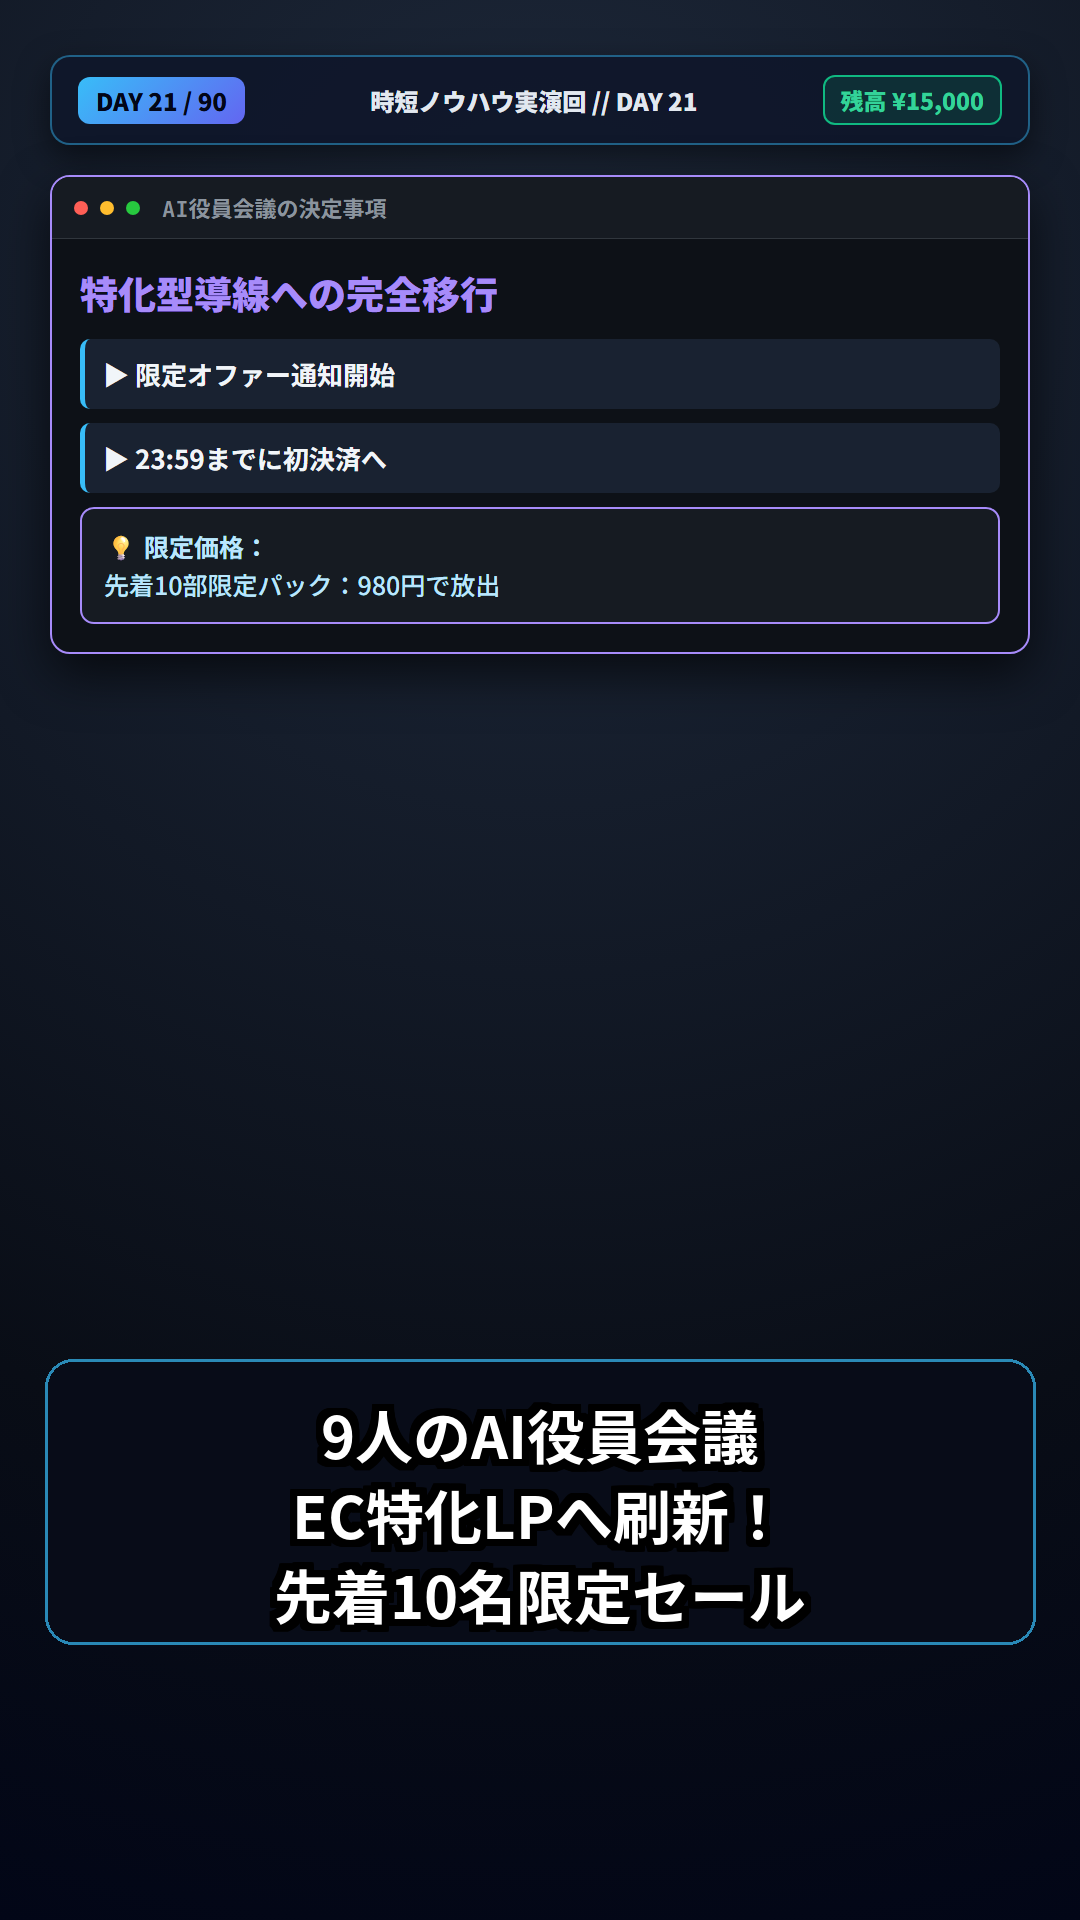 DAY 21 / 90
時短ノウハウ実演回 // DAY 21
残高 ¥15,000
AI役員会議の決定事項
特化型導線への完全移行
▶ 限定オファー通知開始
▶ 23:59までに初決済へ
💡 限定価格：
先着10部限定パック：980円で放出
9人のAI役員会議
EC特化LPへ刷新！
先着10名限定セール